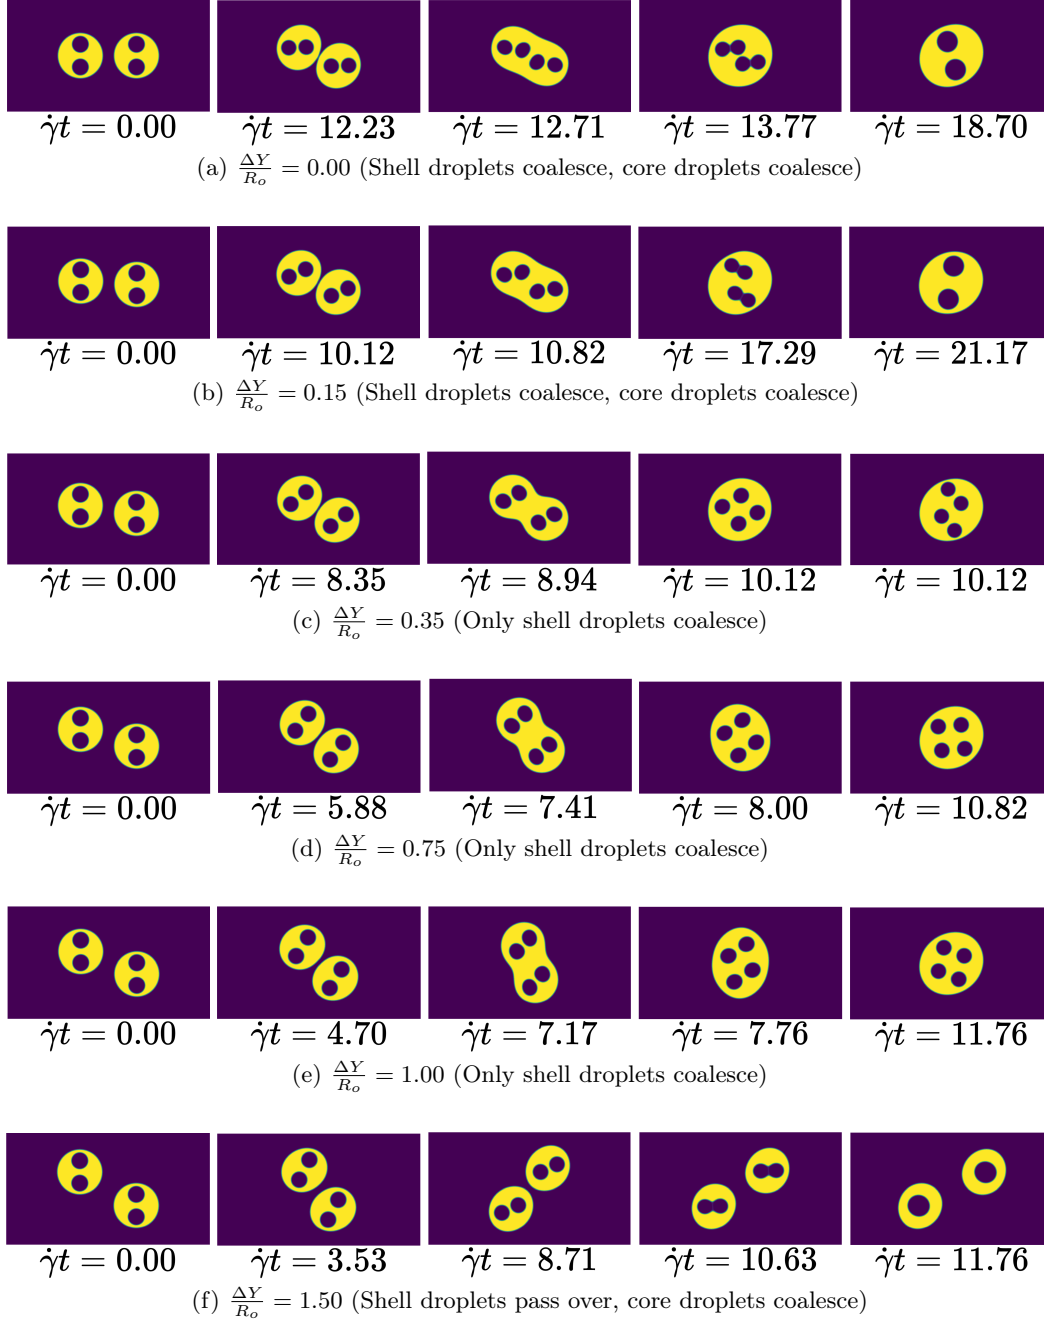 γ̇t = 0.00 γ̇t = 12.23 γ̇t = 12.71 γ̇t = 13.77 γ̇t = 18.70
(a) ΔY/R_o = 0.00 (Shell droplets coalesce, core droplets coalesce)
γ̇t = 0.00 γ̇t = 10.12 γ̇t = 10.82 γ̇t = 17.29 γ̇t = 21.17
(b) ΔY/R_o = 0.15 (Shell droplets coalesce, core droplets coalesce)
γ̇t = 0.00 γ̇t = 8.35 γ̇t = 8.94 γ̇t = 10.12 γ̇t = 10.12
(c) ΔY/R_o = 0.35 (Only shell droplets coalesce)
γ̇t = 0.00 γ̇t = 5.88 γ̇t = 7.41 γ̇t = 8.00 γ̇t = 10.82
(d) ΔY/R_o = 0.75 (Only shell droplets coalesce)
γ̇t = 0.00 γ̇t = 4.70 γ̇t = 7.17 γ̇t = 7.76 γ̇t = 11.76
(e) ΔY/R_o = 1.00 (Only shell droplets coalesce)
γ̇t = 0.00 γ̇t = 3.53 γ̇t = 8.71 γ̇t = 10.63 γ̇t = 11.76
(f) ΔY/R_o = 1.50 (Shell droplets pass over, core droplets coalesce)